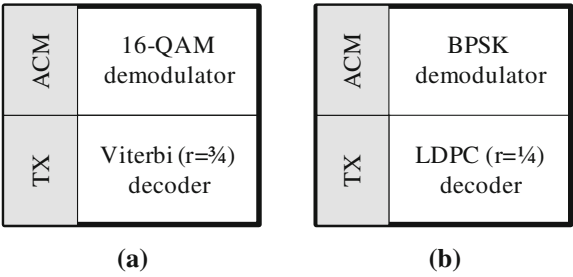 ACM
16-QAM
demodulator
TX
Viterbi (r=¾)
decoder
(a)
ACM
BPSK
demodulator
TX
LDPC (r=¼)
decoder
(b)